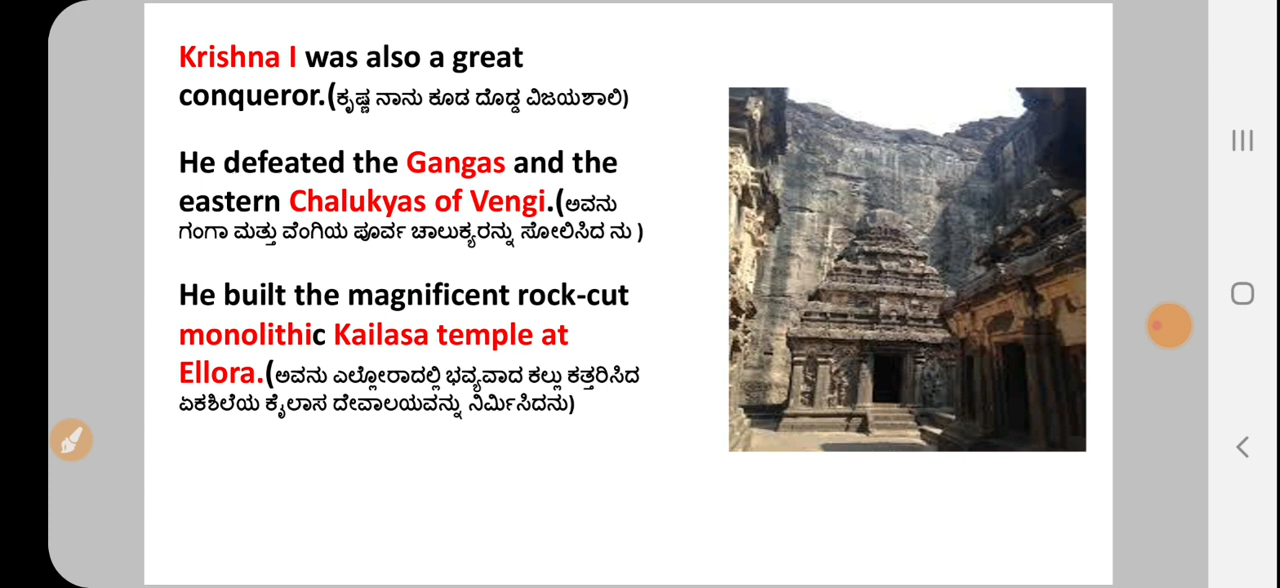 Krishna I was also a great
conqueror.(ಕೃಷ್ಣ ನಾನು ಕೂಡ ದೊಡ್ಡ ವಿಜಯಶಾಲಿ)
He defeated the Gangas and the
eastern Chalukyas of Vengi.(ಅವನು
ಗಂಗಾ ಮತ್ತು ವೆಂಗಿಯ ಪೂರ್ವ ಚಾಲುಕ್ಯರನ್ನು ಸೋಲಿಸಿದ ನು )
He built the magnificent rock-cut
monolithic Kailasa temple at
Ellora.(ಅವನು ಎಲ್ಲೋರಾದಲ್ಲಿ ಭವ್ಯವಾದ ಕಲ್ಲು ಕತ್ತರಿಸಿದ
ಏಕಶಿಲೆಯ ಕೈಲಾಸ ದೇವಾಲಯವನ್ನು ನಿರ್ಮಿಸಿದನು)